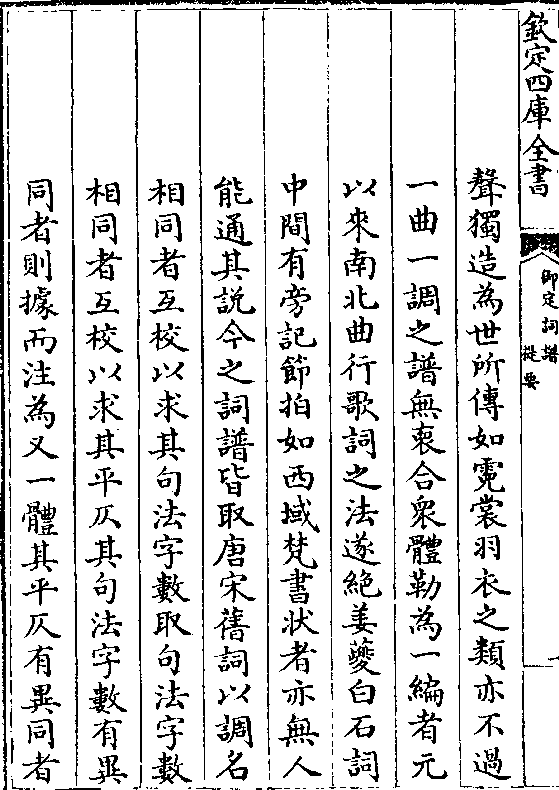 欽定四庫全書
御定詞譜
提要
聲獨造為世所傳如霓裳羽衣之類亦不過
一曲一調之譜無裒合衆體勒為一編者元
以來南北曲行歌詞之法遂絶姜夔白石詞
中間有旁記節拍如西域梵書狀者亦無人
能通其説今之詞譜皆取唐宋舊詞以調名
相同者互校以求其句法字數取句法字數
相同者互校以求其平仄其句法字數有異
同者則據而注為又一體其平仄有異同者